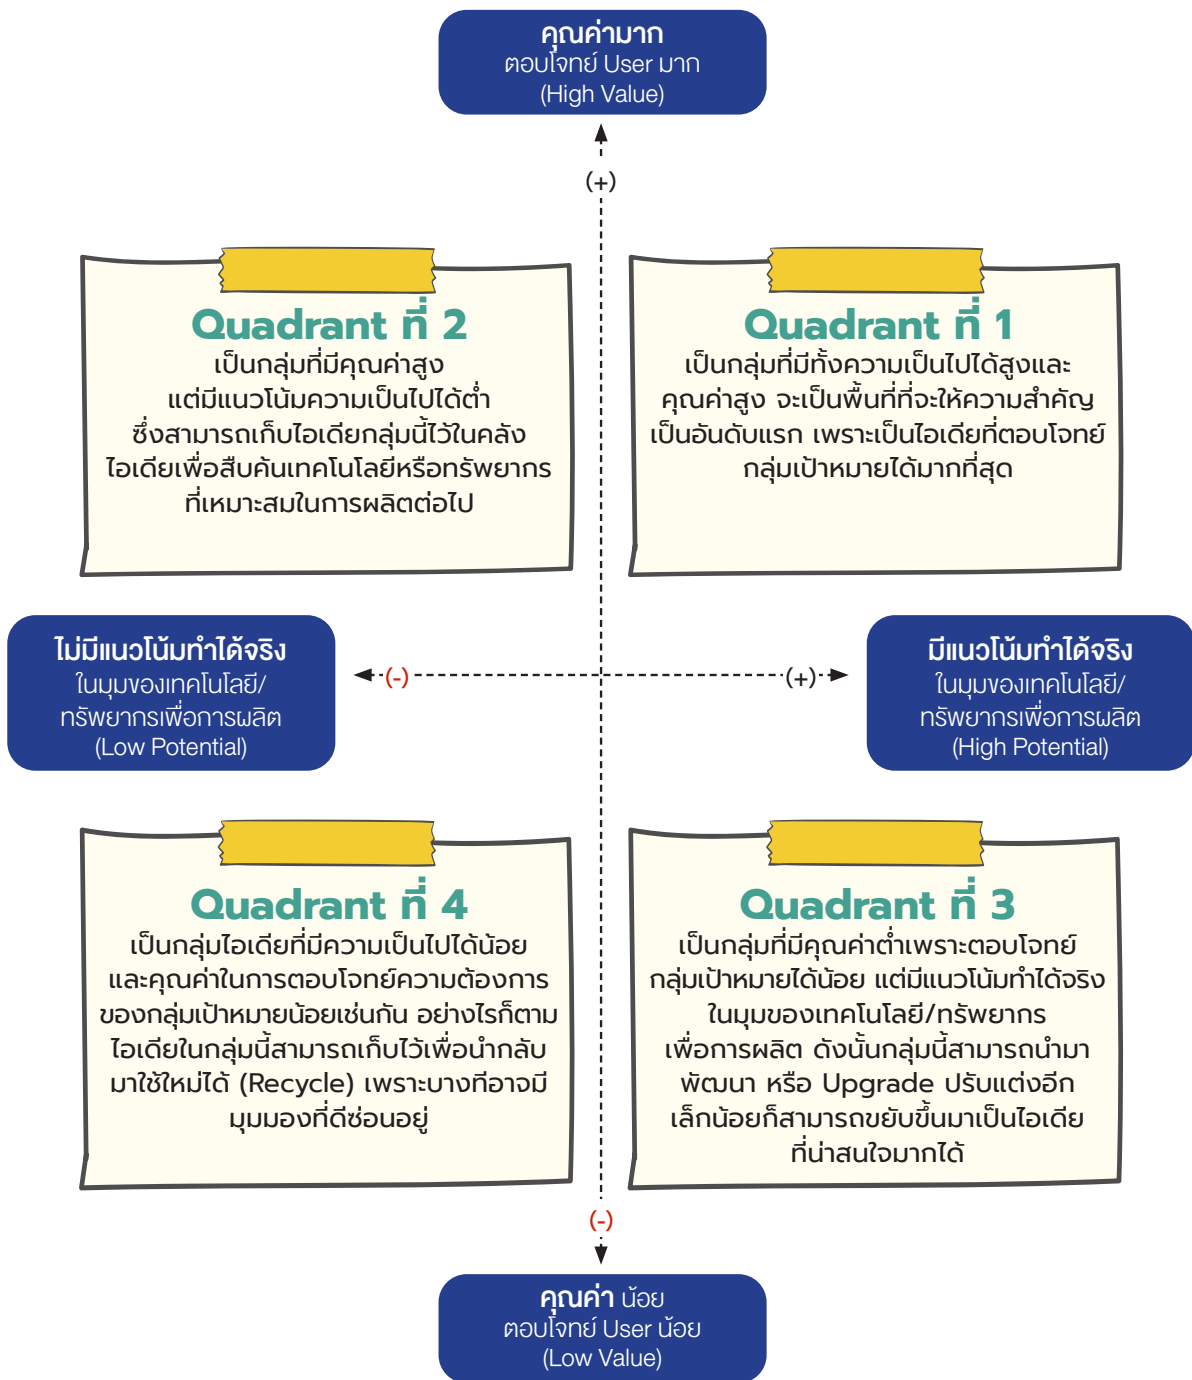 คุณค่ามาก
ตอบโจทย์ User มาก
(High Value)
(+)
Quadrant ที่ 2
เป็นกลุ่มที่มีคุณค่าสูง
แต่มีแนวโน้มความเป็นไปได้ต่ำ
ซึ่งสามารถเก็บไอเดียกลุ่มนี้ไว้ในคลัง
ไอเดียเพื่อสืบค้นเทคโนโลยีหรือทรัพยากร
ที่เหมาะสมในการผลิตต่อไป
Quadrant ที่ 1
เป็นกลุ่มที่มีทั้งความเป็นไปได้สูงและ
คุณค่าสูง จะเป็นพื้นที่ที่จะให้ความสำคัญ
เป็นอันดับแรก เพราะเป็นไอเดียที่ตอบโจทย์
กลุ่มเป้าหมายได้มากที่สุด
ไม่มีแนวโน้มทำได้จริง
ในมุมของเทคโนโลยี/
ทรัพยากรเพื่อการผลิต
(Low Potential)
(-)
(+)
มีแนวโน้มทำได้จริง
ในมุมของเทคโนโลยี/
ทรัพยากรเพื่อการผลิต
(High Potential)
Quadrant ที่ 4
เป็นกลุ่มไอเดียที่มีความเป็นไปได้น้อย
และคุณค่าในการตอบโจทย์ความต้องการ
ของกลุ่มเป้าหมายน้อยเช่นกัน อย่างไรก็ตาม
ไอเดียในกลุ่มนี้สามารถเก็บไว้เพื่อนำกลับ
มาใช้ใหม่ได้ (Recycle) เพราะบางทีอาจมี
มุมมองที่ดีซ่อนอยู่
Quadrant ที่ 3
เป็นกลุ่มที่มีคุณค่าต่ำเพราะตอบโจทย์
กลุ่มเป้าหมายได้น้อย แต่มีแนวโน้มทำได้จริง
ในมุมของเทคโนโลยี/ทรัพยากร
เพื่อการผลิต ดังนั้นกลุ่มนี้สามารถนำมา
พัฒนา หรือ Upgrade ปรับแต่งอีก
เล็กน้อยก็สามารถขยับขึ้นมาเป็นไอเดีย
ที่น่าสนใจมากได้
(-)
คุณค่า น้อย
ตอบโจทย์ User น้อย
(Low Value)